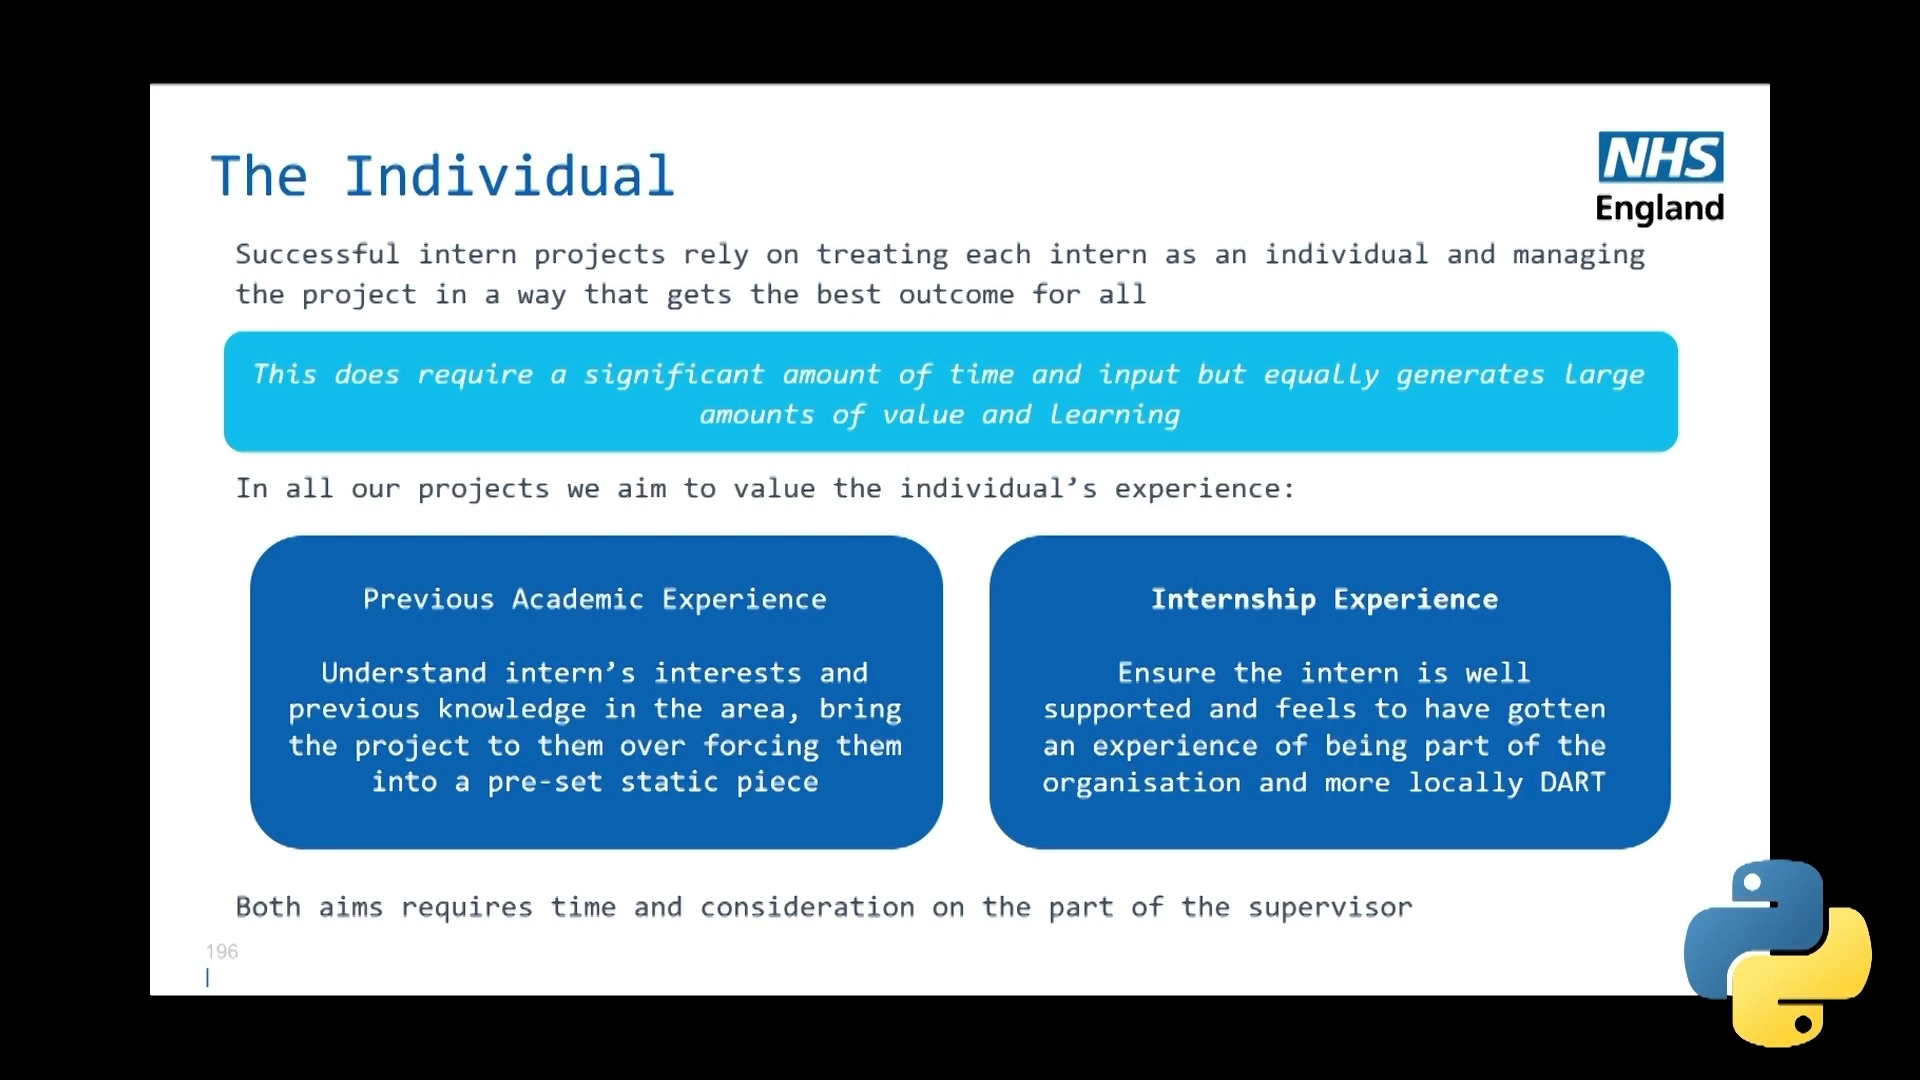 The Individual
NHS
England
Successful intern projects rely on treating each intern as an individual and managing
the project in a way that gets the best outcome for all
This does require a significant amount of time and input but equally generates large
amounts of value and learning
In all our projects we aim to value the individual’s experience:
Previous Academic Experience
Understand intern’s interests and
previous knowledge in the area, bring
the project to them over forcing them
into a pre-set static piece
Internship Experience
Ensure the intern is well
supported and feels to have gotten
an experience of being part of the
organisation and more locally DART
Both aims requires time and consideration on the part of the supervisor
196